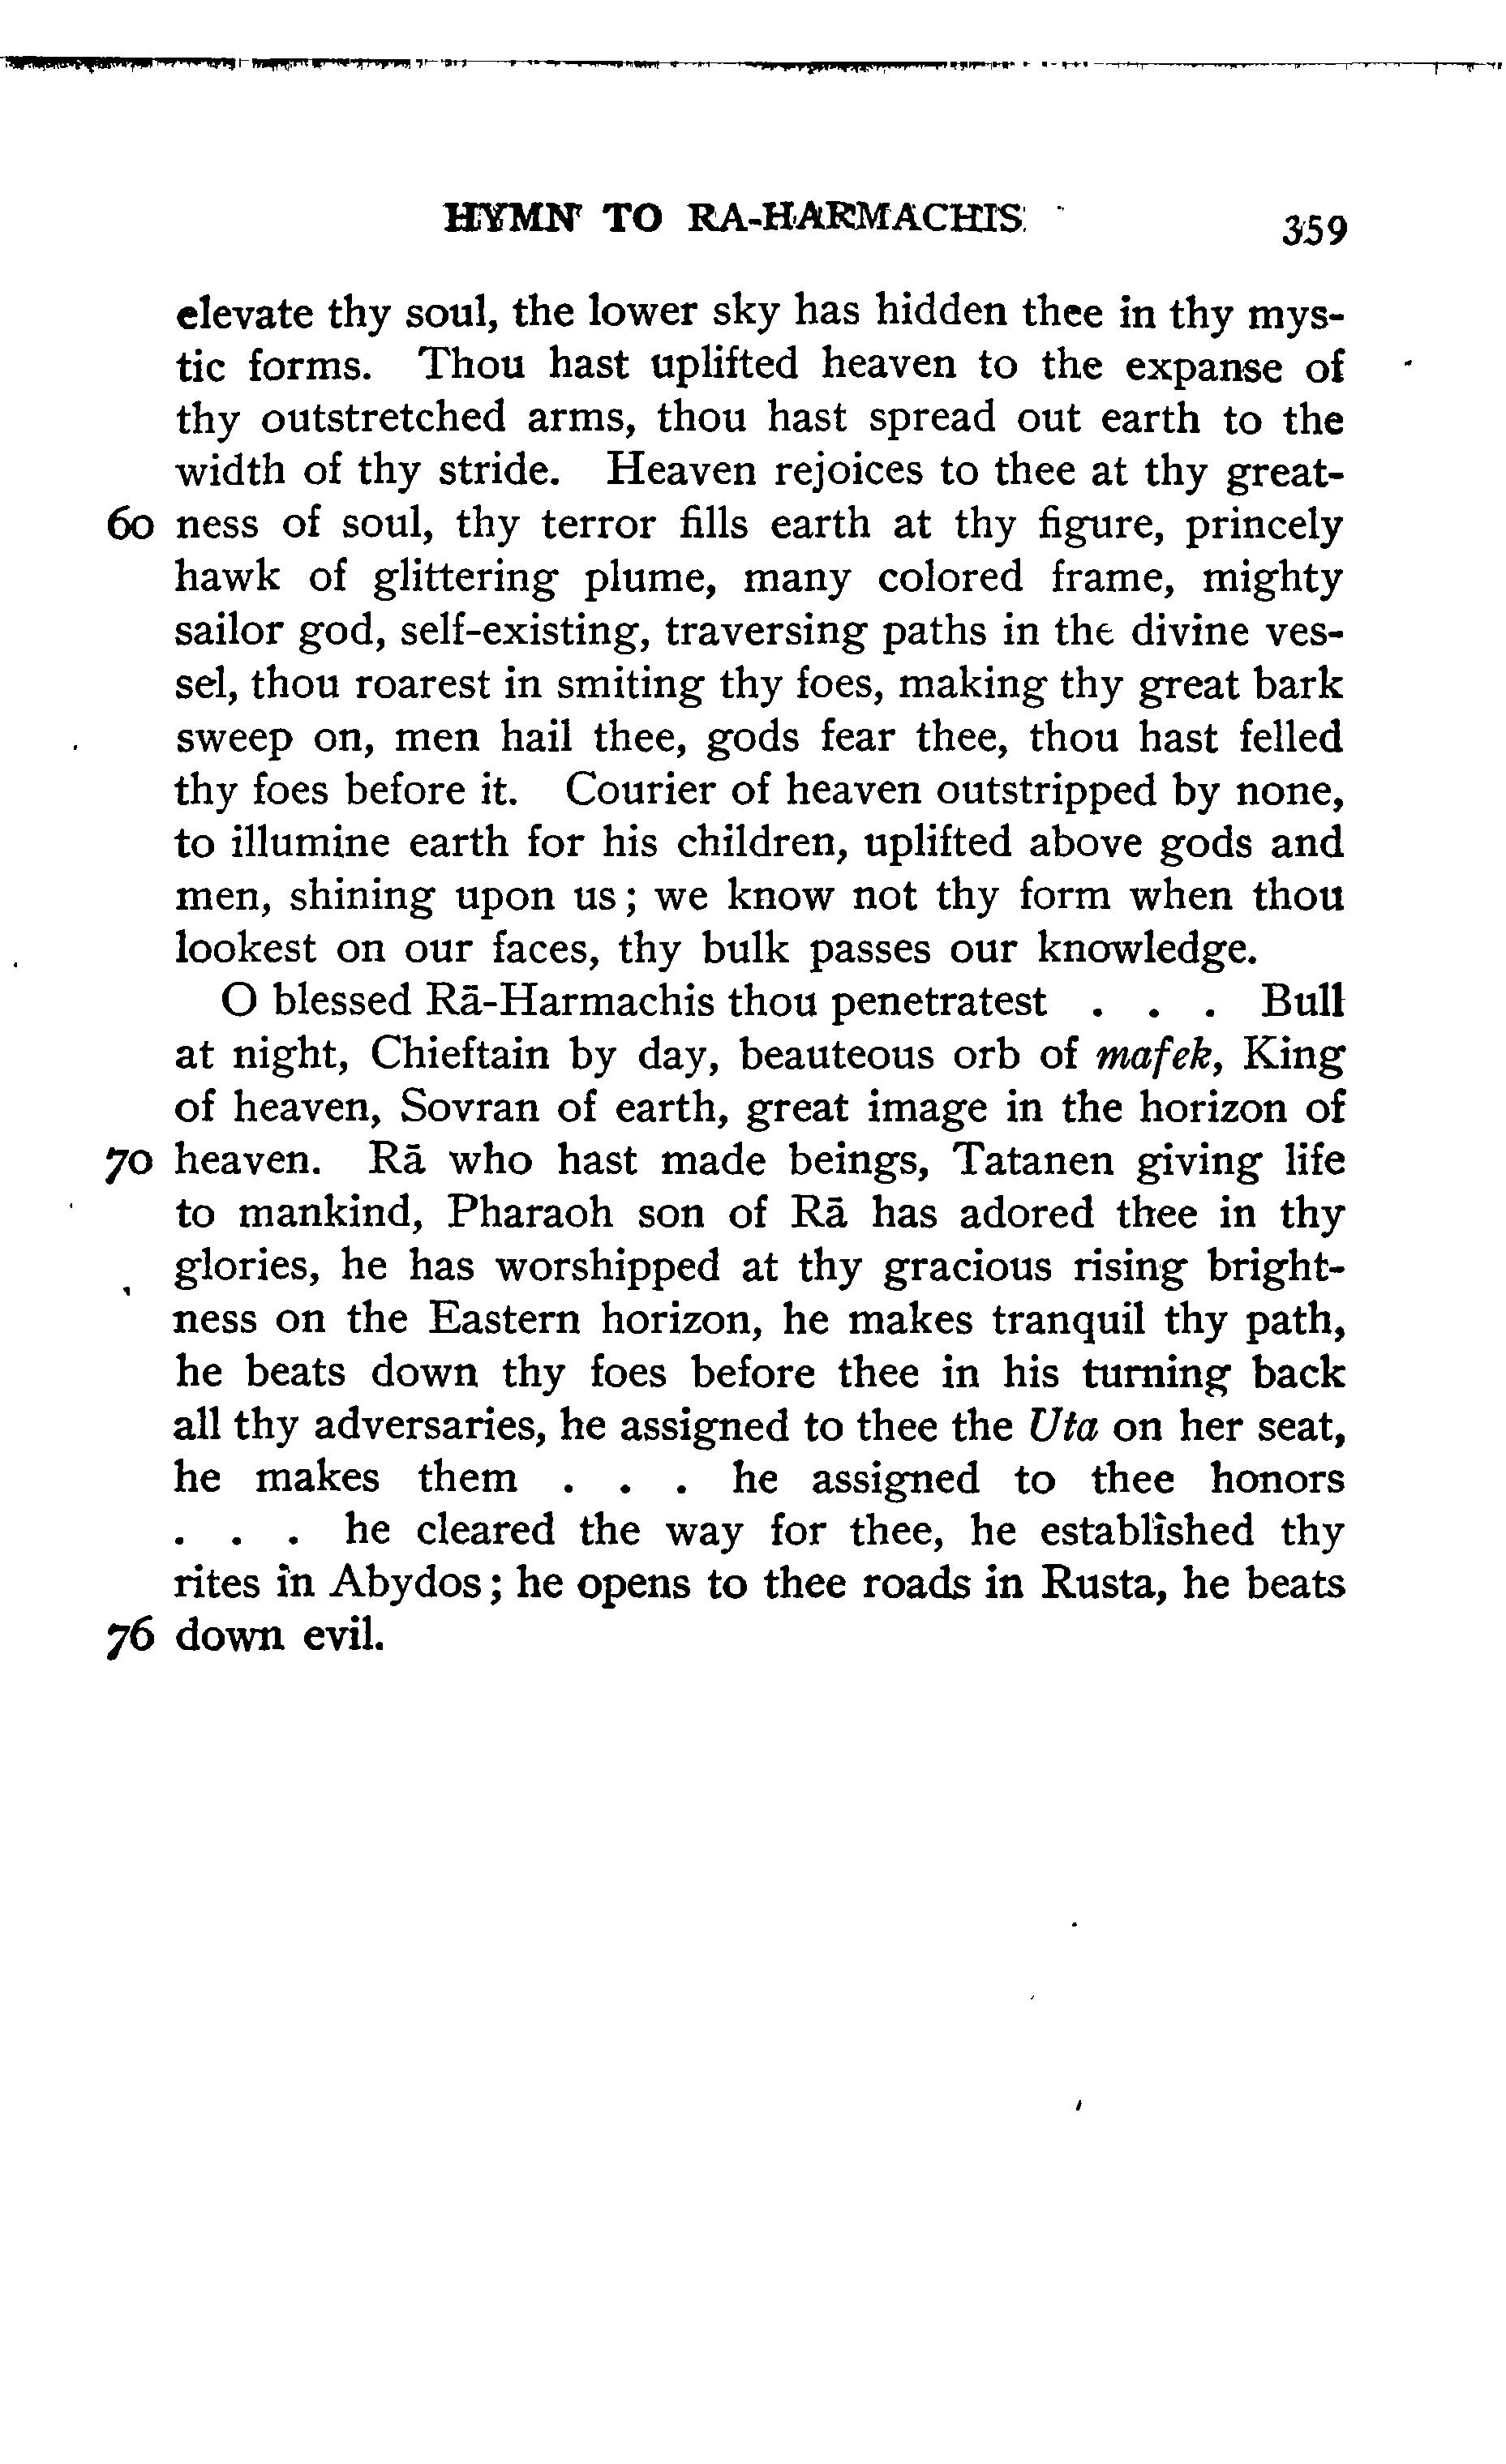 HYMN TO RA-HARMACHIS 359
elevate thy soul, the lower sky has hidden thee in thy mys-
tic forms. Thou hast uplifted heaven to the expanse of
thy outstretched arms, thou hast spread out earth to the
width of thy stride. Heaven rejoices to thee at thy great-
60 ness of soul, thy terror fills earth at thy figure, princely
hawk of glittering plume, many colored frame, mighty
sailor god, self-existing, traversing paths in the divine ves-
sel, thou roarest in smiting thy foes, making thy great bark
sweep on, men hail thee, gods fear thee, thou hast felled
thy foes before it. Courier of heaven outstripped by none,
to illumine earth for his children, uplifted above gods and
men, shining upon us; we know not thy form when thou
lookest on our faces, thy bulk passes our knowledge.
O blessed Rā-Harmachis thou penetratest . . . Bull
at night, Chieftain by day, beauteous orb of mafek, King
of heaven, Sovran of earth, great image in the horizon of
70 heaven. Rā who hast made beings, Tatanen giving life
to mankind, Pharaoh son of Rā has adored thee in thy
glories, he has worshipped at thy gracious rising bright-
ness on the Eastern horizon, he makes tranquil thy path,
he beats down thy foes before thee in his turning back
all thy adversaries, he assigned to thee the Uta on her seat,
he makes them . . . he assigned to thee honors
. . . he cleared the way for thee, he established thy
rites in Abydos; he opens to thee roads in Rusta, he beats
76 down evil.